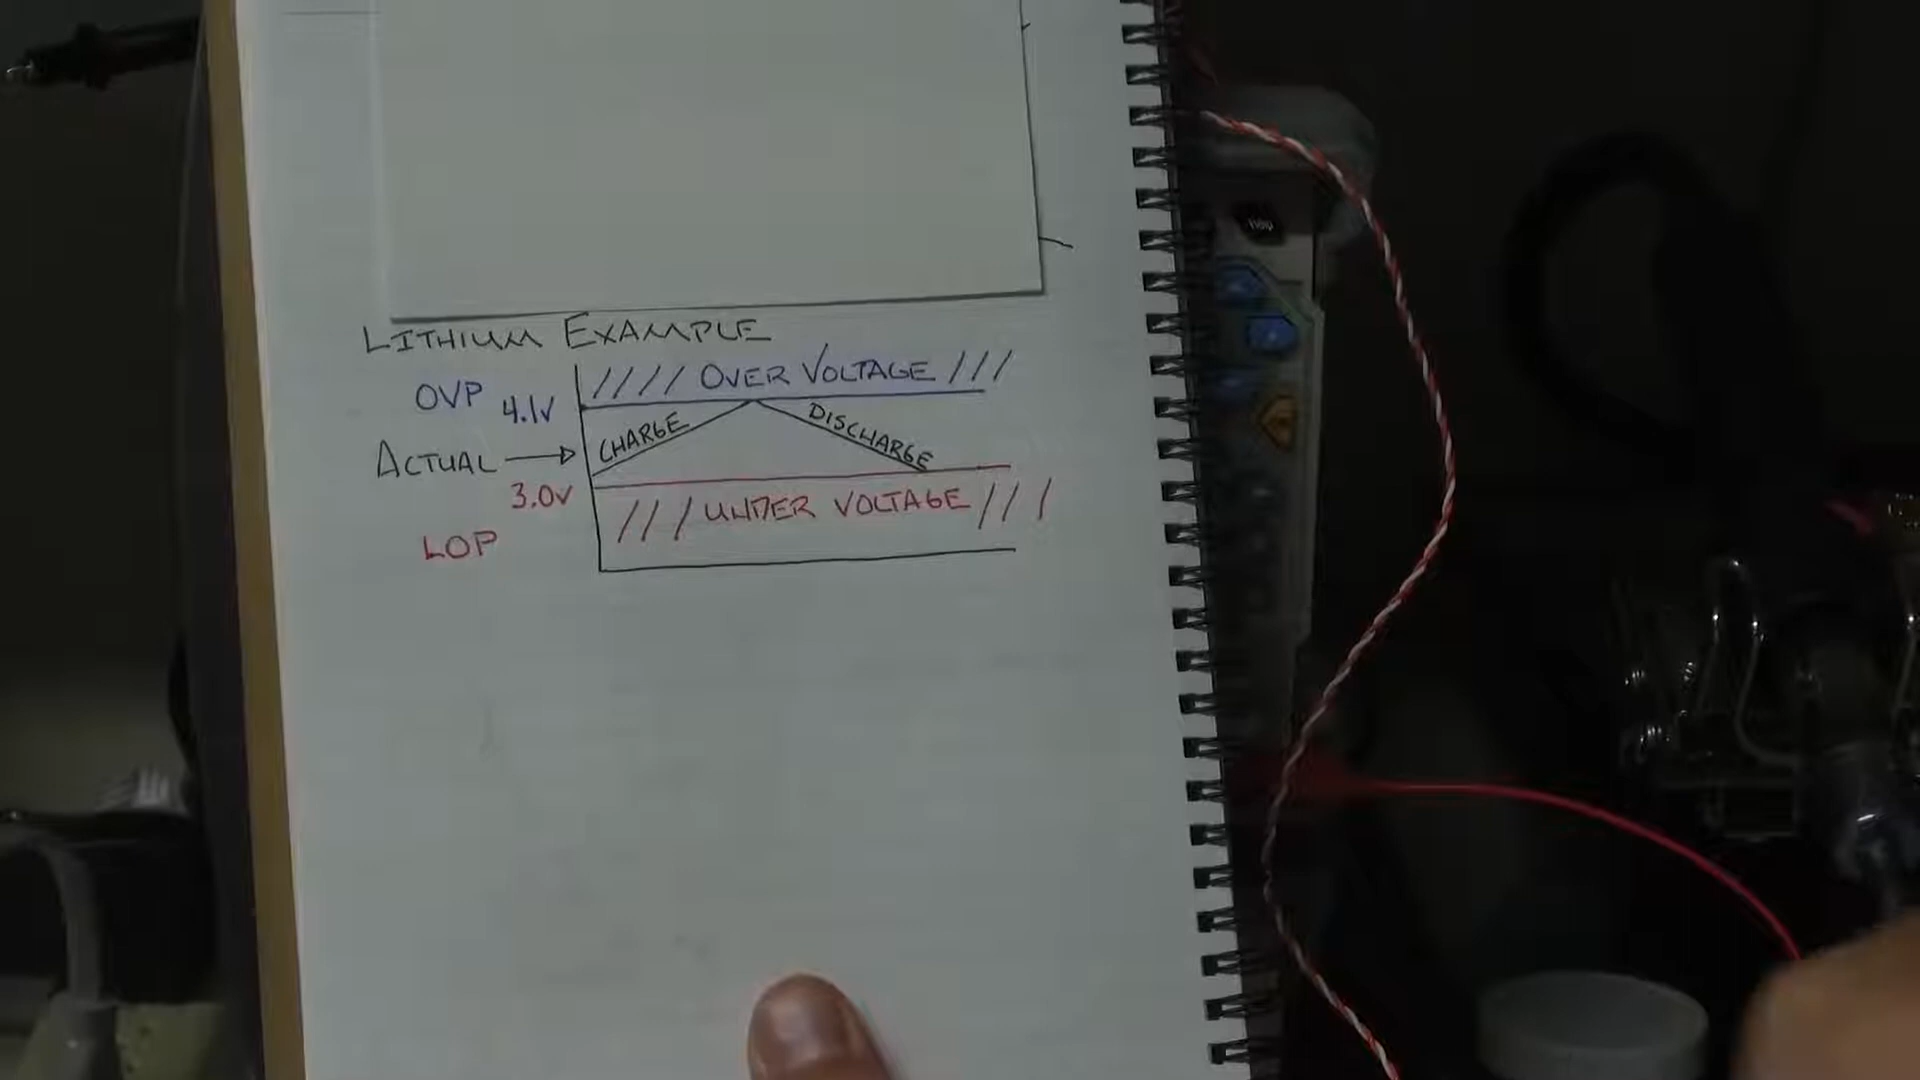 LITHIUM EXAMPLE
OVP 4.1V //// OVER VOLTAGE ///
CHARGE DISCHARGE
ACTUAL
3.0V /// UNDER VOLTAGE ///
LOP